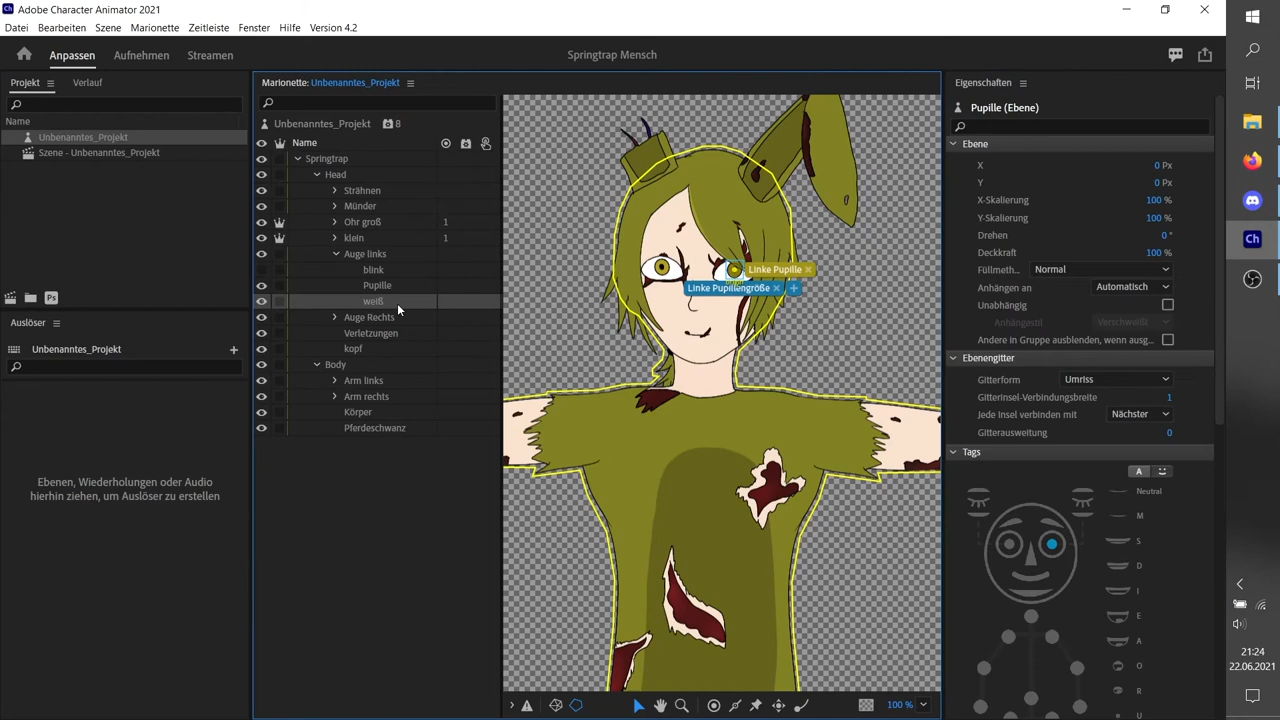 Adobe Character Animator 2021
Datei Bearbeiten Szene Marionette Zeitleiste Fenster Hilfe Version 4.2
Anpassen Aufnehmen Streamen Springtrap Mensch
Projekt Verlauf
Name
Unbenanntes_Projekt
Szene - Unbenanntes_Projekt
Ps
Auslöser
Unbenanntes_Projekt
Ebenen, Wiederholungen oder Audio
hierhin ziehen, um Auslöser zu erstellen
Marionette: Unbenanntes_Projekt
Unbenanntes_Projekt 8
Name
Springtrap
Head
Strähnen
Münder
Ohr groß 1
klein 1
Auge links
blink
Pupille
weiß
Auge Rechts
Verletzungen
kopf
Body
Arm links
Arm rechts
Körper
Pferdeschwanz
Linke Pupille
Linke Pupillengröße
100 %
Eigenschaften
Pupille (Ebene)
Ebene
X 0 Px
Y 0 Px
X-Skalierung 100 %
Y-Skalierung 100 %
Drehen 0 °
Deckkraft 100 %
Füllmeth... Normal
Anhängen an Automatisch
Unabhängig
Anhängestil Verschweißt
Andere in Gruppe ausblenden, wenn ausg...
Ebenengitter
Gitterform Umriss
Gitterinsel-Verbindungsbreite 1
Jede Insel verbinden mit Nächster
Gitterausweitung 0
Tags
A
Neutral
M
S
D
I
E
A
O
R
Ch
21:24
22.06.2021